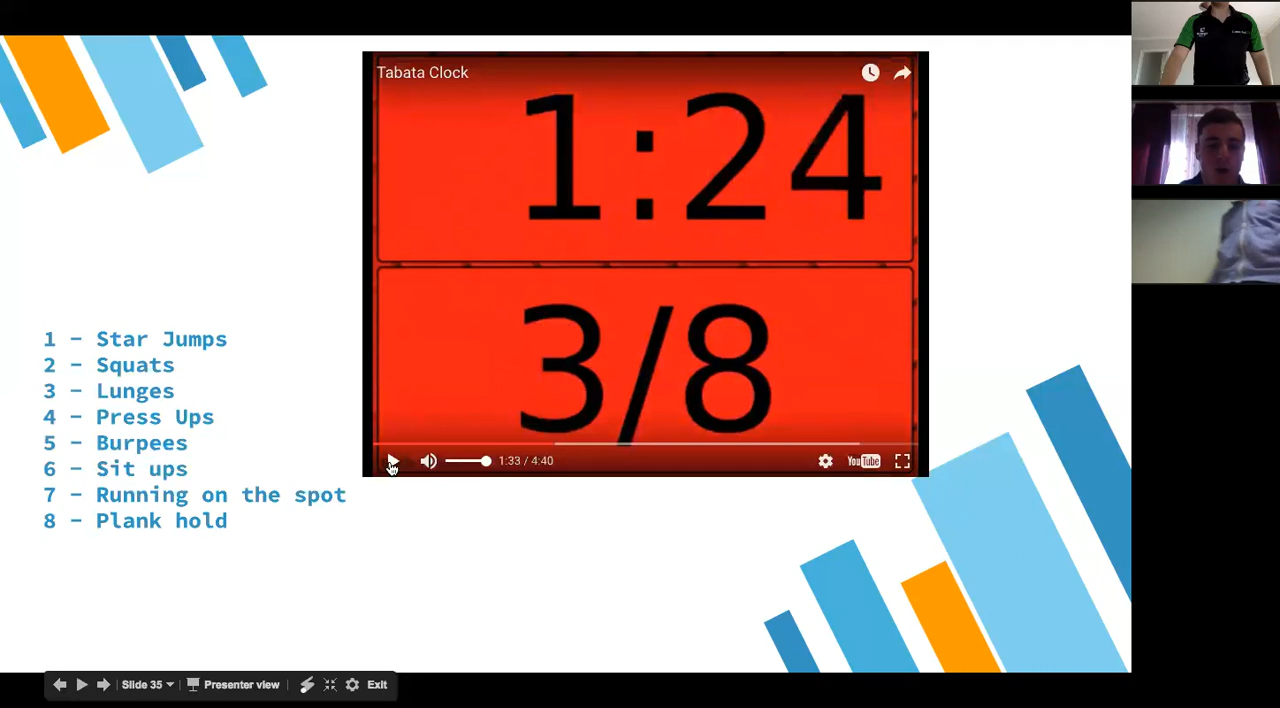 Tabata Clock
1:24
3/8
1:33 / 4:40
YouTube
1 - Star Jumps
2 - Squats
3 - Lunges
4 - Press Ups
5 - Burpees
6 - Sit ups
7 - Running on the spot
8 - Plank hold
Slide 35
Presenter view
Exit